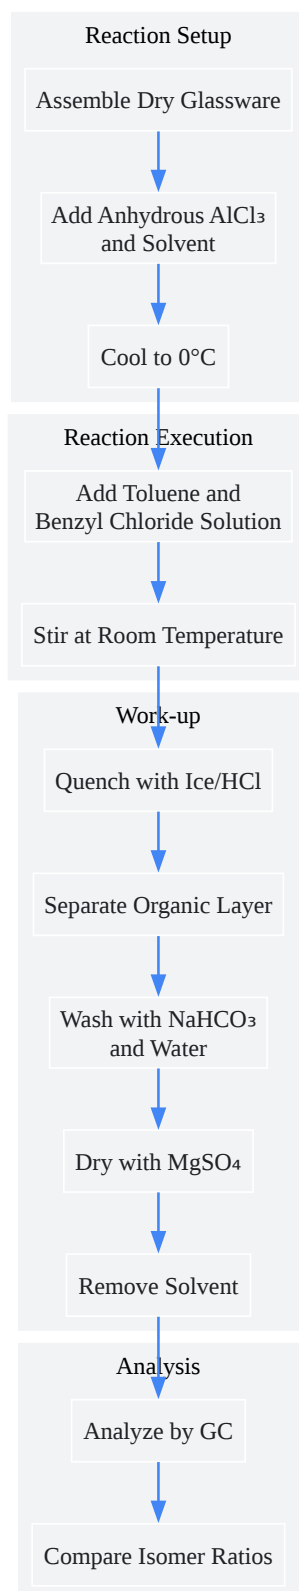 Reaction Setup
Assemble Dry Glassware
Add Anhydrous AlCl₃
and Solvent
Cool to 0°C
Reaction Execution
Add Toluene and
Benzyl Chloride Solution
Stir at Room Temperature
Work-up
Quench with Ice/HCl
Separate Organic Layer
Wash with NaHCO₃
and Water
Dry with MgSO₄
Remove Solvent
Analysis
Analyze by GC
Compare Isomer Ratios